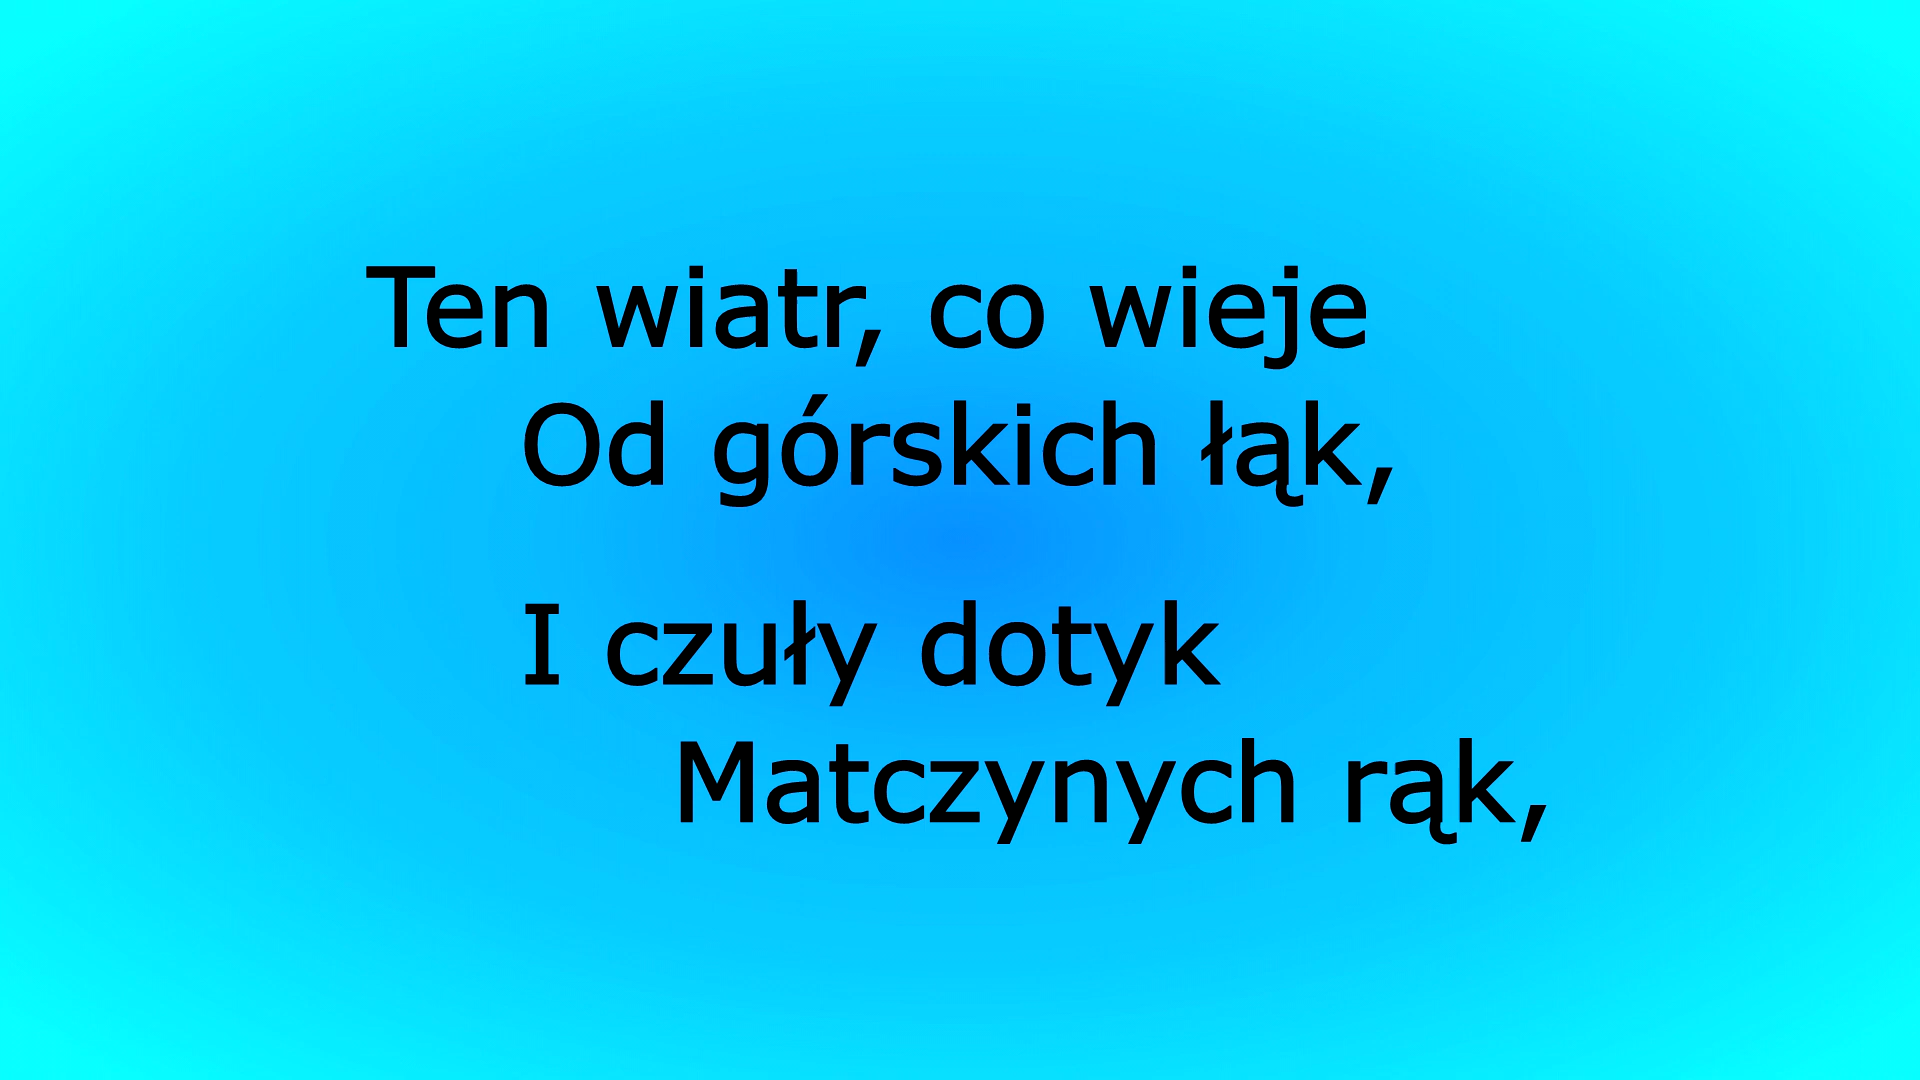 Ten wiatr, co wieje
Od górskich łąk,
I czuły dotyk
Matczynych rąk,